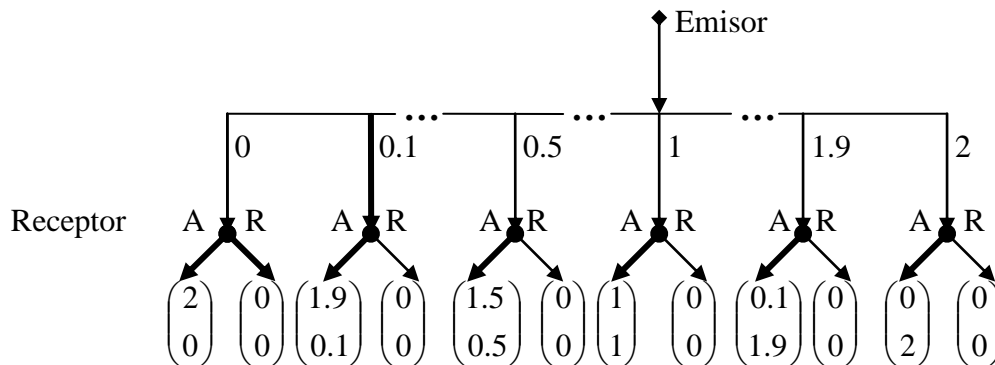 Emisor
... ... ...
0 0.1 0.5 1 1.9 2
Receptor A R A R A R A R A R A R
2 0 1.9 0 1.5 0 1 0 0.1 0 0 0
0 0 0.1 0 0.5 0 1 0 1.9 0 2 0